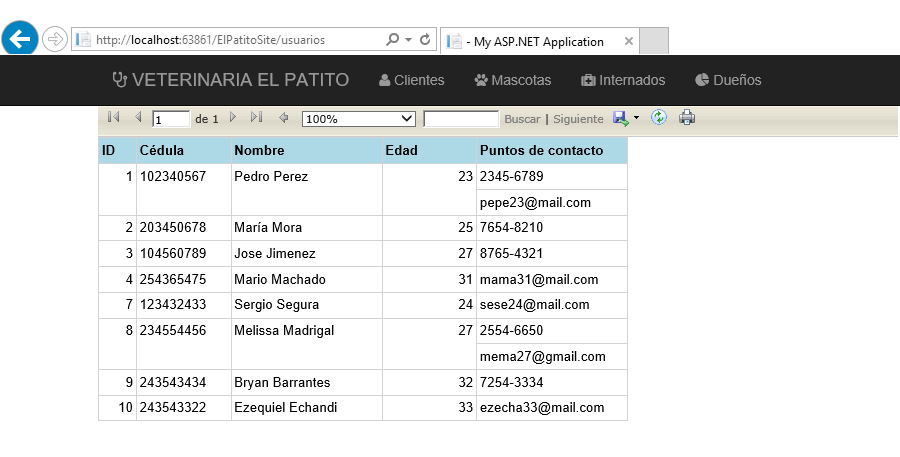 http://localhost:63861/ElPatitoSite/usuarios - My ASP.NET Application
VETERINARIA EL PATITO Clientes Mascotas Internados Dueños
1 de 1 100% Buscar | Siguiente
ID Cédula Nombre Edad Puntos de contacto
1 102340567 Pedro Perez 23 2345-6789
pepe23@mail.com
2 203450678 María Mora 25 7654-8210
3 104560789 Jose Jimenez 27 8765-4321
4 254365475 Mario Machado 31 mama31@mail.com
7 123432433 Sergio Segura 24 sese24@mail.com
8 234554456 Melissa Madrigal 27 2554-6650
mema27@gmail.com
9 243543434 Bryan Barrantes 32 7254-3334
10 243543322 Ezequiel Echandi 33 ezecha33@mail.com